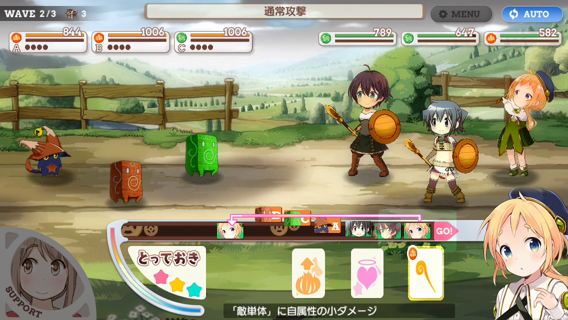 WAVE 2/3 3
通常攻撃
MENU
AUTO
844
A
1006
B
1006
C
789
647
582
GO!
とっておき
SUPPORT
「敵単体」に自属性の小ダメージ